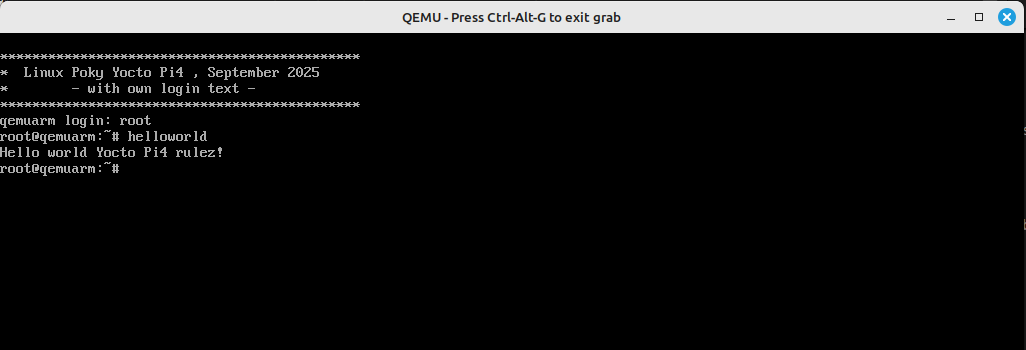 QEMU - Press Ctrl-Alt-G to exit grab
*********************************************
*  Linux Poky Yocto Pi4 , September 2025
*        - with own login text -
*********************************************
qemuarm login: root
root@qemuarm:~# helloworld
Hello world Yocto Pi4 rulez!
root@qemuarm:~#